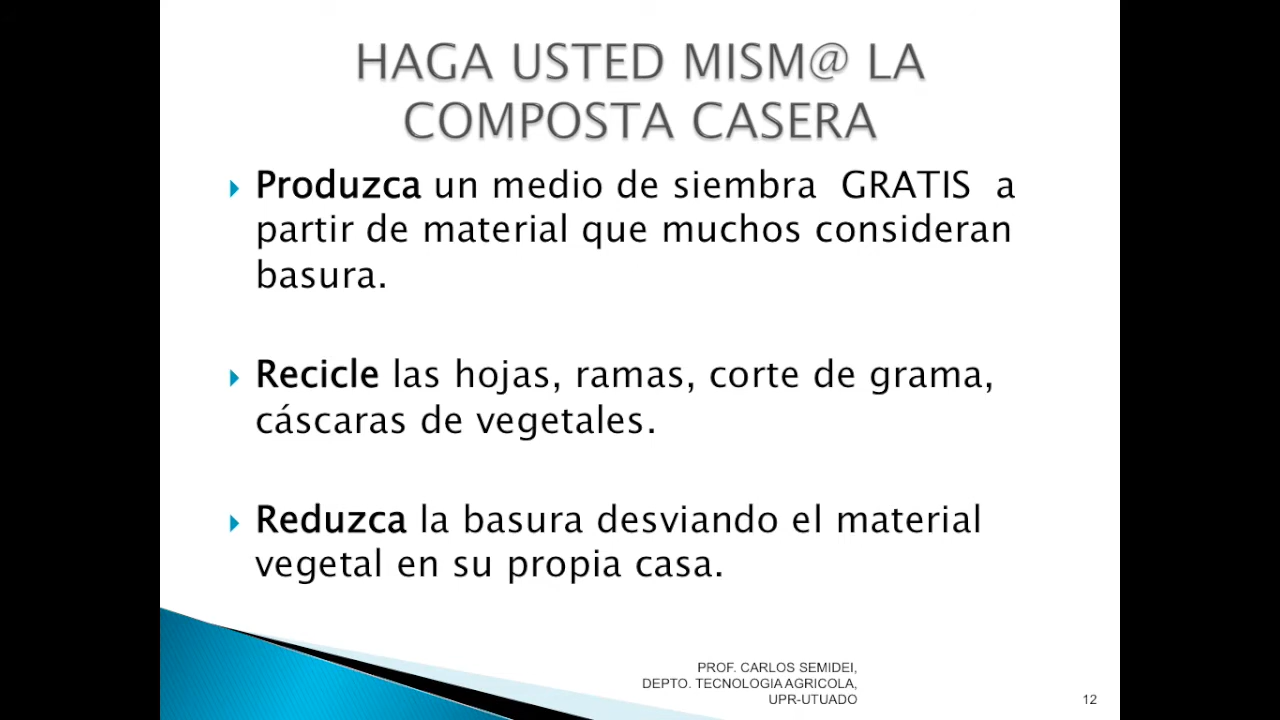 HAGA USTED MISM@ LA
COMPOSTA CASERA
Produzca un medio de siembra GRATIS a
partir de material que muchos consideran
basura.
Recicle las hojas, ramas, corte de grama,
cáscaras de vegetales.
Reduzca la basura desviando el material
vegetal en su propia casa.
PROF. CARLOS SEMIDEI,
DEPTO. TECNOLOGIA AGRICOLA,
UPR-UTUADO
12